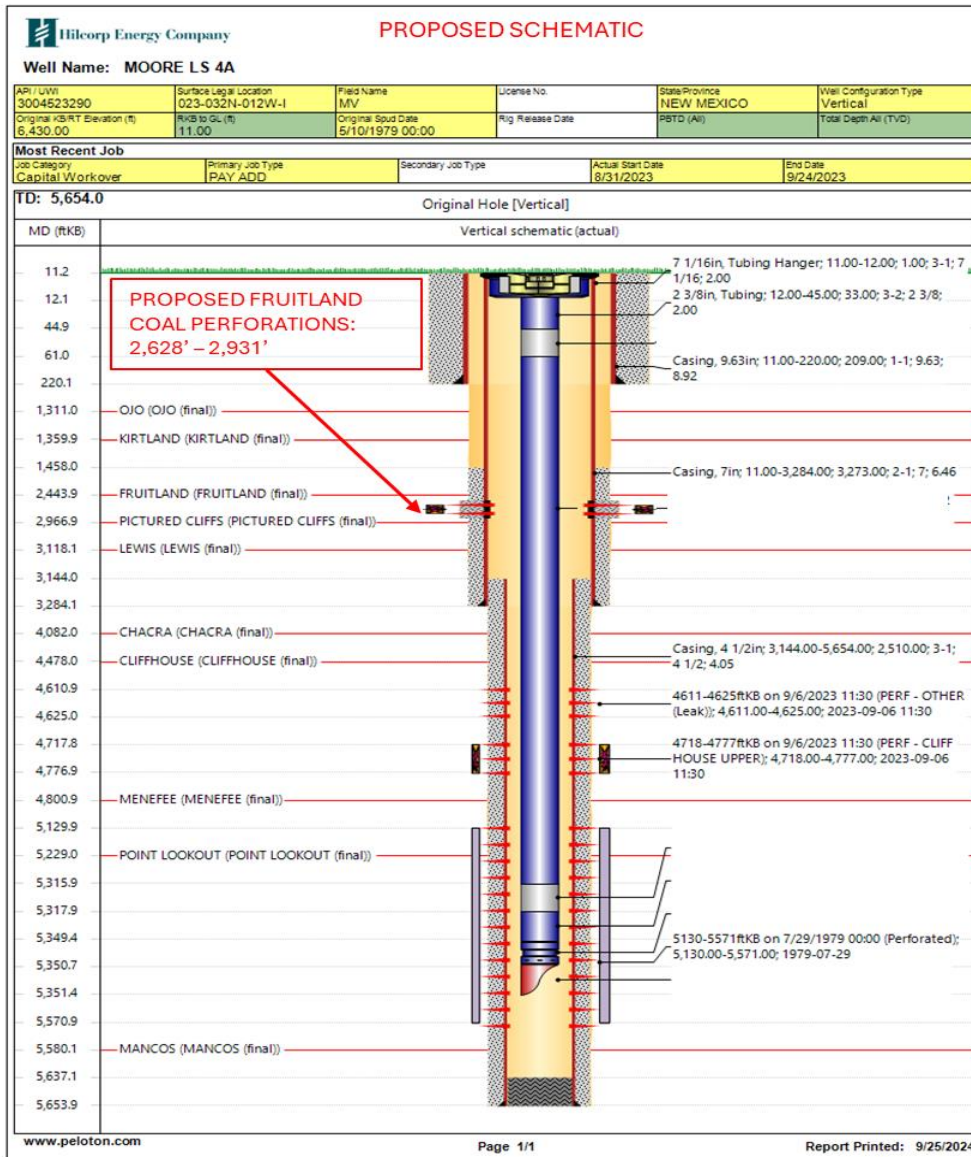 Hilcorp Energy Company
PROPOSED SCHEMATIC
Well Name: MOORE LS 4A
API / UWI
3004523290
Surface Legal Location
023-032N-012W-I
Field Name
MV
License No.
State/Province
NEW MEXICO
Well Configuration Type
Vertical
Original KB/RT Elevation (ft)
6,430.00
RKB to GL (ft)
11.00
Original Spud Date
5/10/1979 00:00
Rig Release Date
PBTD (All)
Total Depth All (TVD)
Most Recent Job
Job Category
Capital Workover
Primary Job Type
PAY ADD
Secondary Job Type
Actual Start Date
8/31/2023
End Date
9/24/2023
TD: 5,654.0
Original Hole [Vertical]
MD (ftKB)
Vertical schematic (actual)
11.2
7 1/16in, Tubing Hanger; 11.00-12.00; 1.00; 3-1; 7
1/16; 2.00
12.1
2 3/8in, Tubing; 12.00-45.00; 33.00; 3-2; 2 3/8;
2.00
PROPOSED FRUITLAND
COAL PERFORATIONS:
2,628’ – 2,931’
44.9
61.0
Casing, 9.63in; 11.00-220.00; 209.00; 1-1; 9.63;
8.92
220.1
1,311.0
OJO (OJO (final))
1,359.9
KIRTLAND (KIRTLAND (final))
1,458.0
Casing, 7in; 11.00-3,284.00; 3,273.00; 2-1; 7; 6.46
2,443.9
FRUITLAND (FRUITLAND (final))
2,966.9
PICTURED CLIFFS (PICTURED CLIFFS (final))
3,118.1
LEWIS (LEWIS (final))
3,144.0
3,284.1
4,082.0
CHACRA (CHACRA (final))
4,478.0
CLIFFHOUSE (CLIFFHOUSE (final))
Casing, 4 1/2in; 3,144.00-5,654.00; 2,510.00; 3-1;
4 1/2; 4.05
4,610.9
4611-4625ftKB on 9/6/2023 11:30 (PERF - OTHER
(Leak)); 4,611.00-4,625.00; 2023-09-06 11:30
4,625.0
4,717.8
4718-4777ftKB on 9/6/2023 11:30 (PERF - CLIFF
HOUSE UPPER); 4,718.00-4,777.00; 2023-09-06
11:30
4,776.9
4,800.9
MENEFEE (MENEFEE (final))
5,129.9
5,229.0
POINT LOOKOUT (POINT LOOKOUT (final))
5,315.9
5,317.9
5,349.4
5130-5571ftKB on 7/29/1979 00:00 (Perforated);
5,130.00-5,571.00; 1979-07-29
5,350.7
5,351.4
5,570.9
5,580.1
MANCOS (MANCOS (final))
5,637.1
5,653.9
www.peloton.com
Page 1/1
Report Printed: 9/25/2024